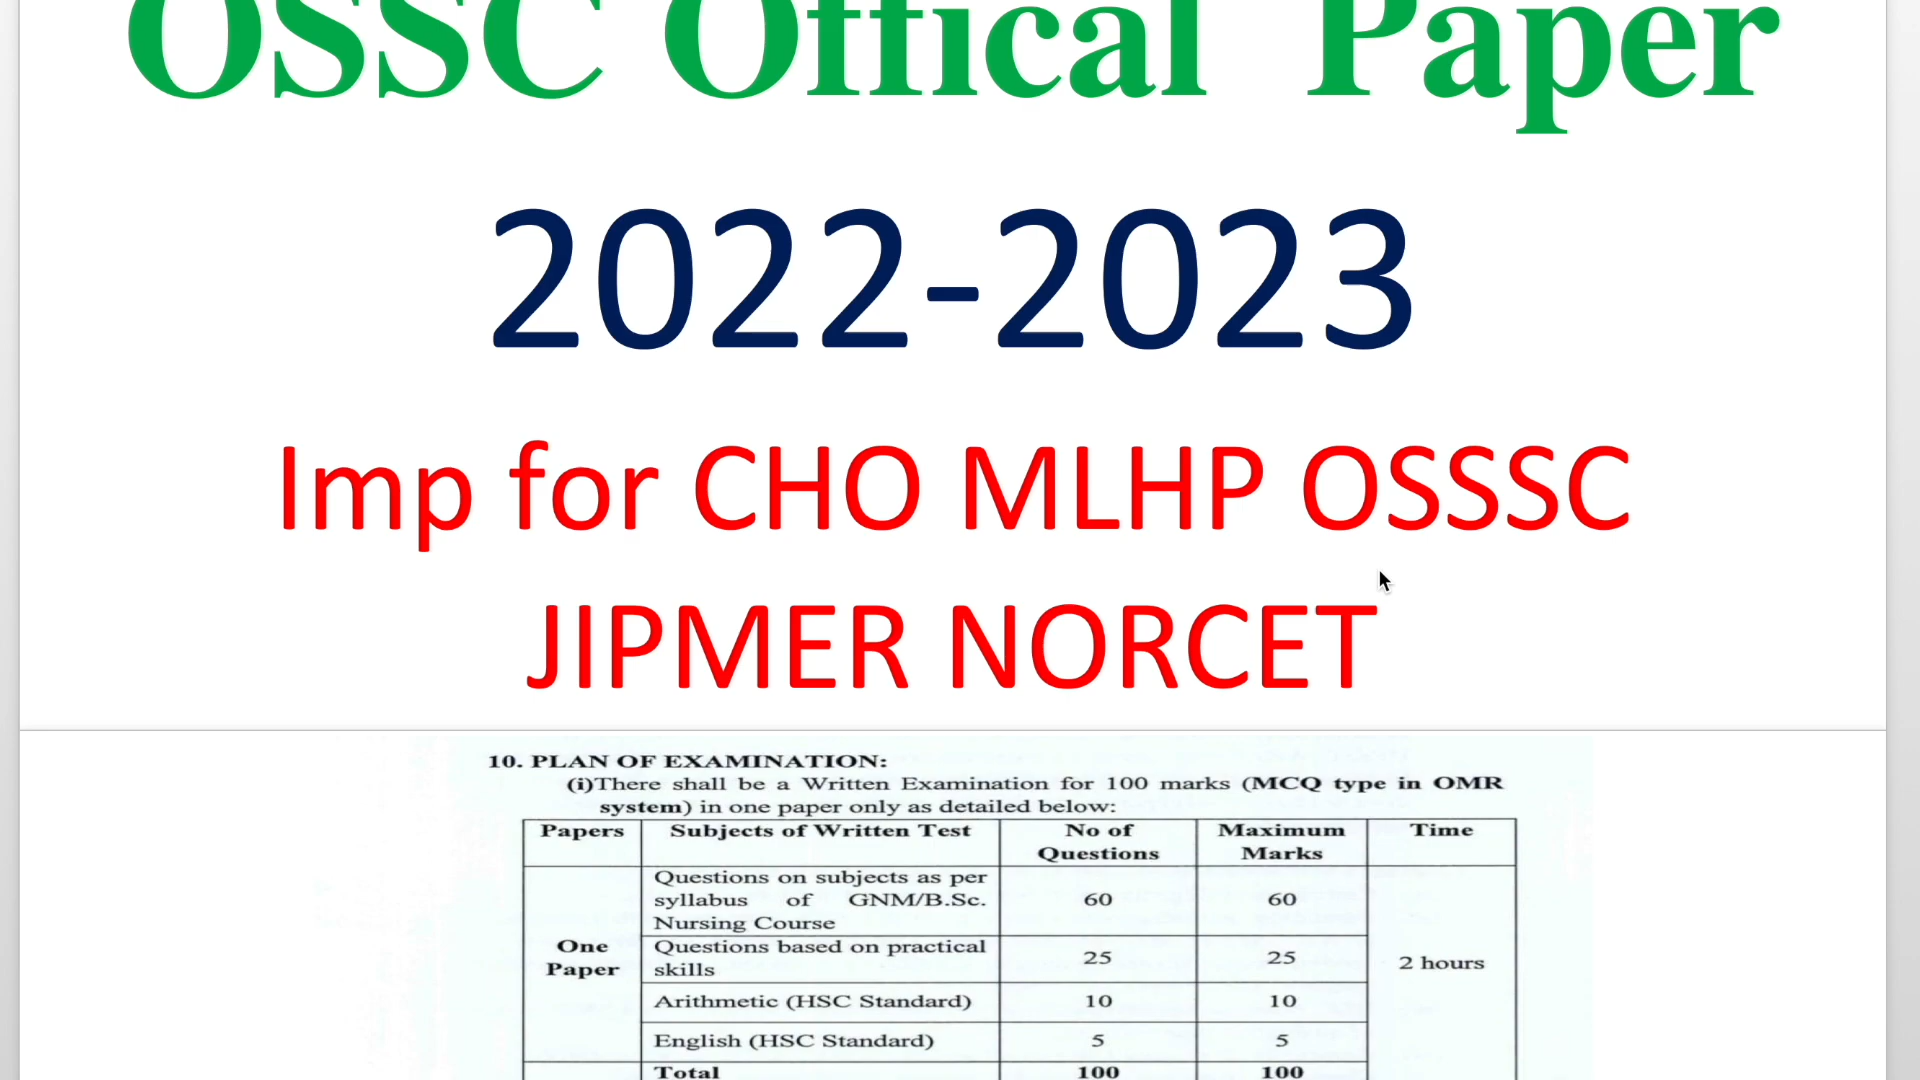 OSSC Offical Paper
2022-2023
Imp for CHO MLHP OSSSC
JIPMER NORCET
10. PLAN OF EXAMINATION:
(i)There shall be a Written Examination for 100 marks (MCQ type in OMR
system) in one paper only as detailed below:
Papers Subjects of Written Test No of Questions Maximum Marks Time
One Paper
Questions on subjects as per
syllabus of GNM/B.Sc.
Nursing Course 60 60
Questions based on practical
skills 25 25 2 hours
Arithmetic (HSC Standard) 10 10
English (HSC Standard) 5 5
Total 100 100